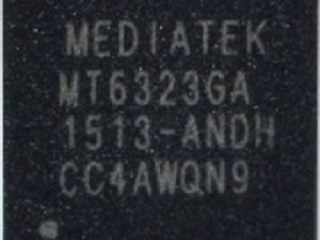 MEDIATEK
MT6323GA
1513-ANDH
CC4AWQN9